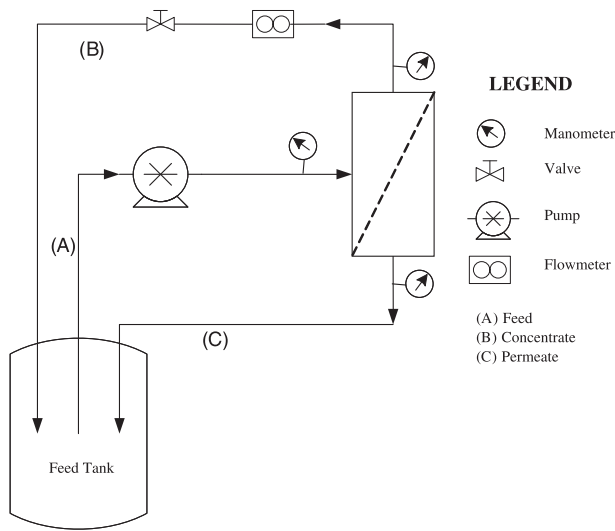 (B)
(A)
(C)
Feed Tank
LEGEND
Manometer
Valve
Pump
Flowmeter
(A) Feed
(B) Concentrate
(C) Permeate